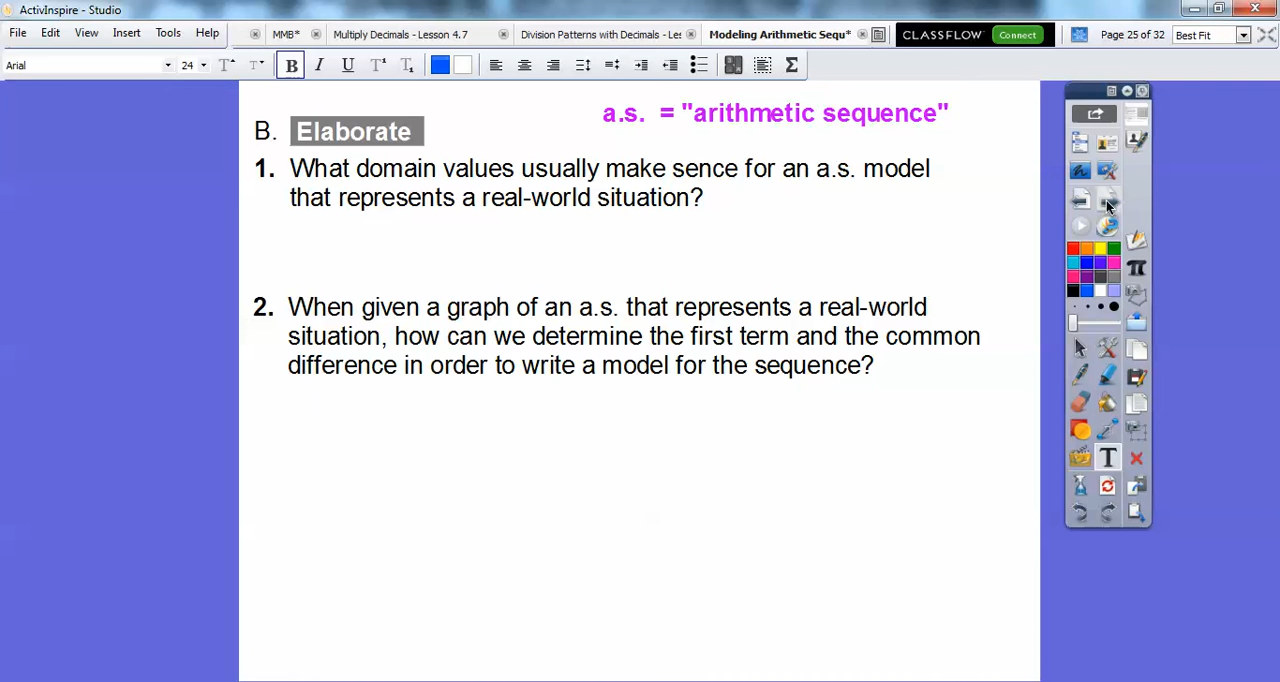 ActivInspire - Studio
File Edit View Insert Tools Help
MMB* Multiply Decimals - Lesson 4.7 Division Patterns with Decimals - Les Modeling Arithmetic Sequ* CLASSFLOW Connect Page 25 of 32 Best Fit
Arial 24 B I U T T
a.s. = "arithmetic sequence"
B. Elaborate
1. What domain values usually make sence for an a.s. model
that represents a real-world situation?
2. When given a graph of an a.s. that represents a real-world
situation, how can we determine the first term and the common
difference in order to write a model for the sequence?